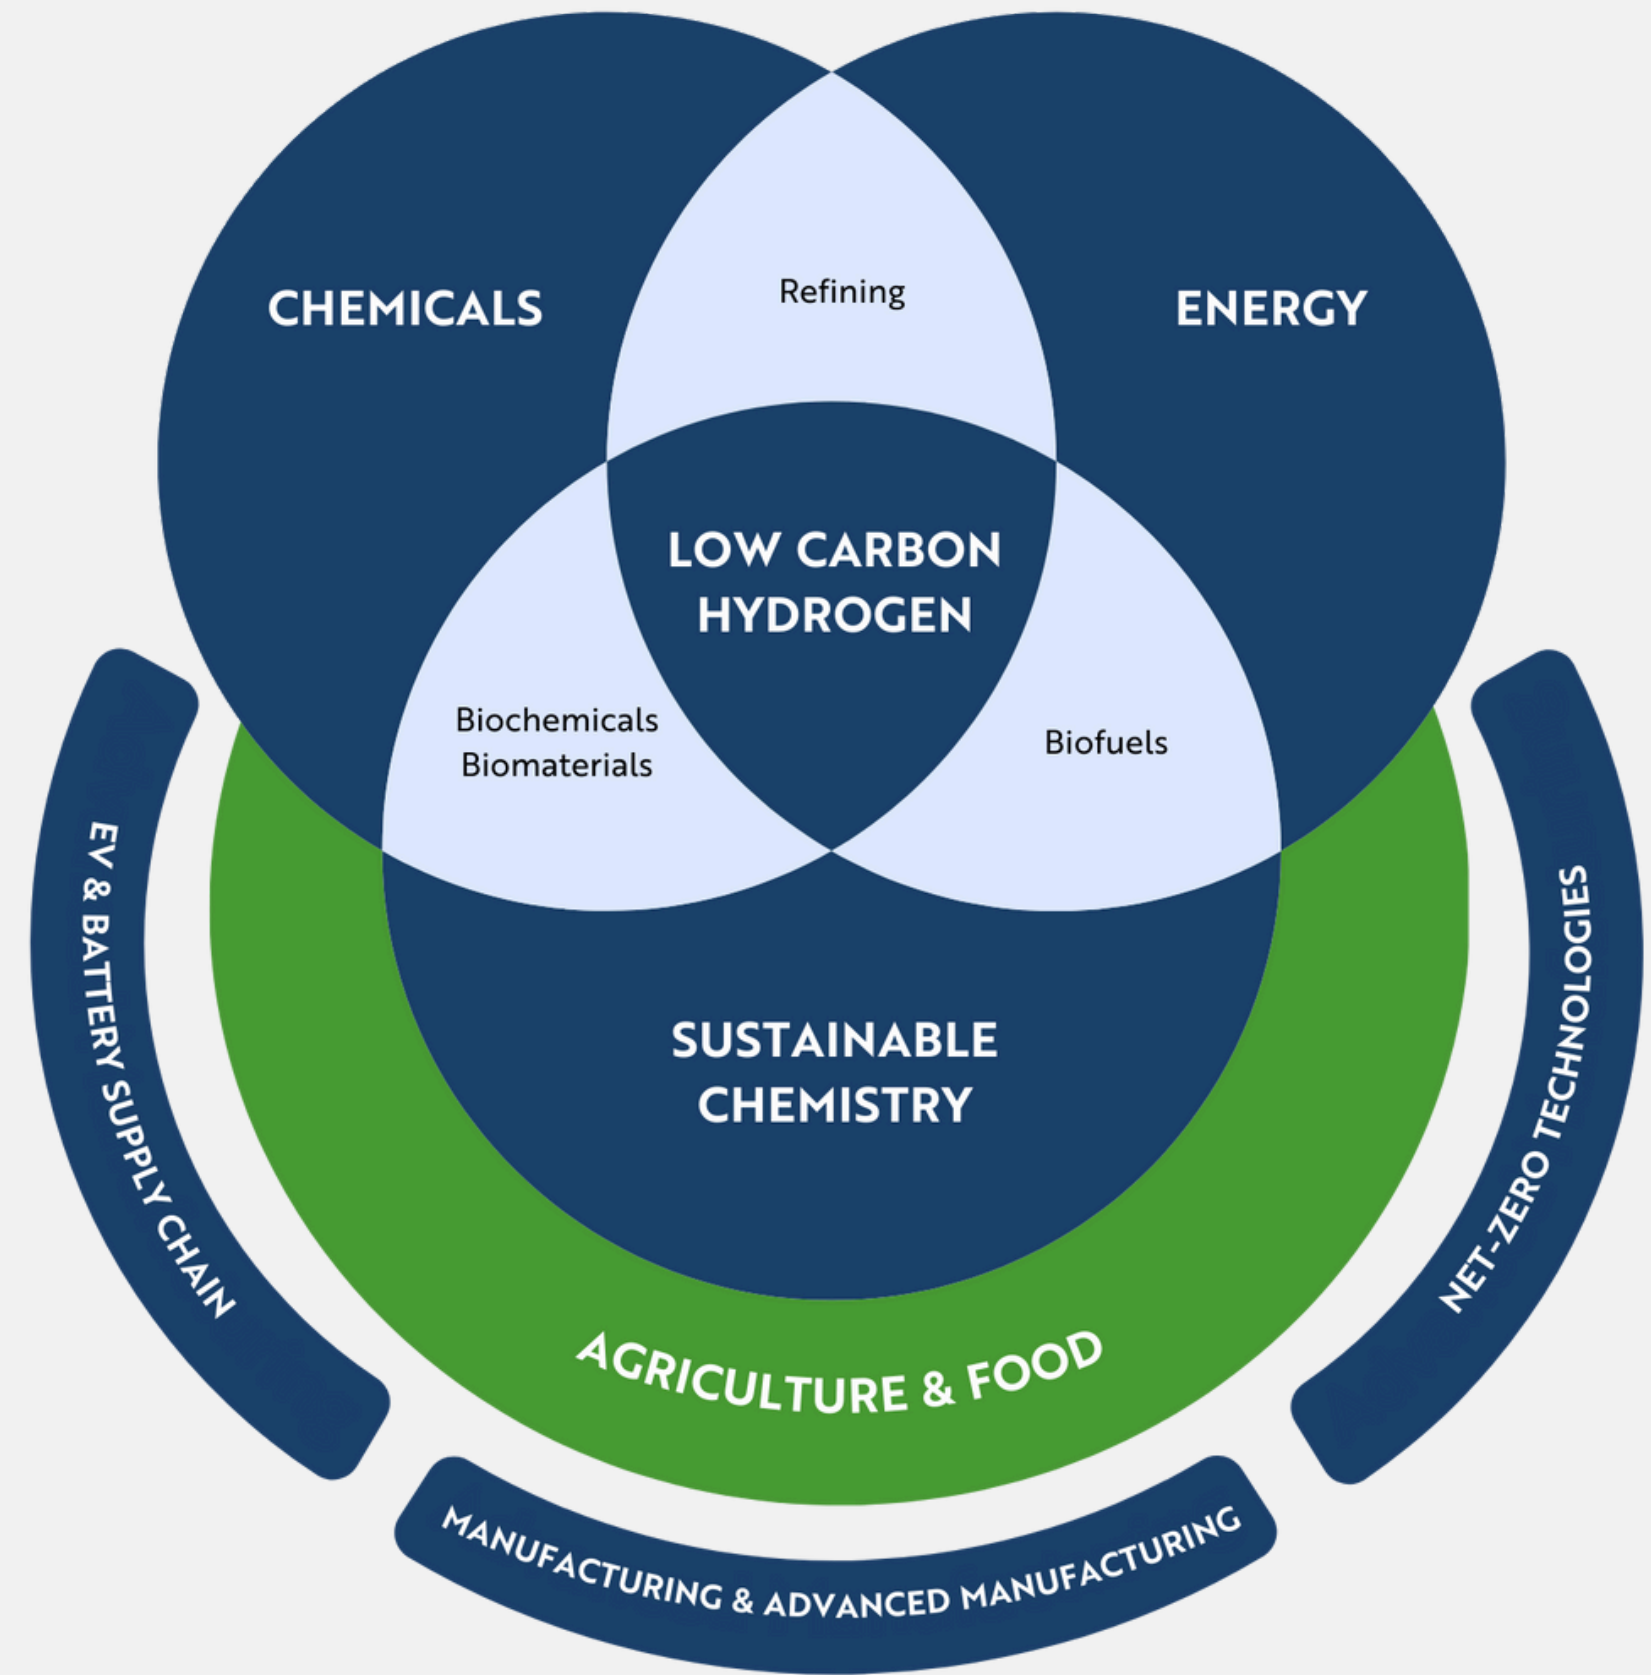 CHEMICALS
Refining
ENERGY
LOW CARBON
HYDROGEN
Biochemicals
Biomaterials
Biofuels
SUSTAINABLE
CHEMISTRY
AGRICULTURE & FOOD
EV & BATTERY SUPPLY CHAIN
MANUFACTURING & ADVANCED MANUFACTURING
NET-ZERO TECHNOLOGIES